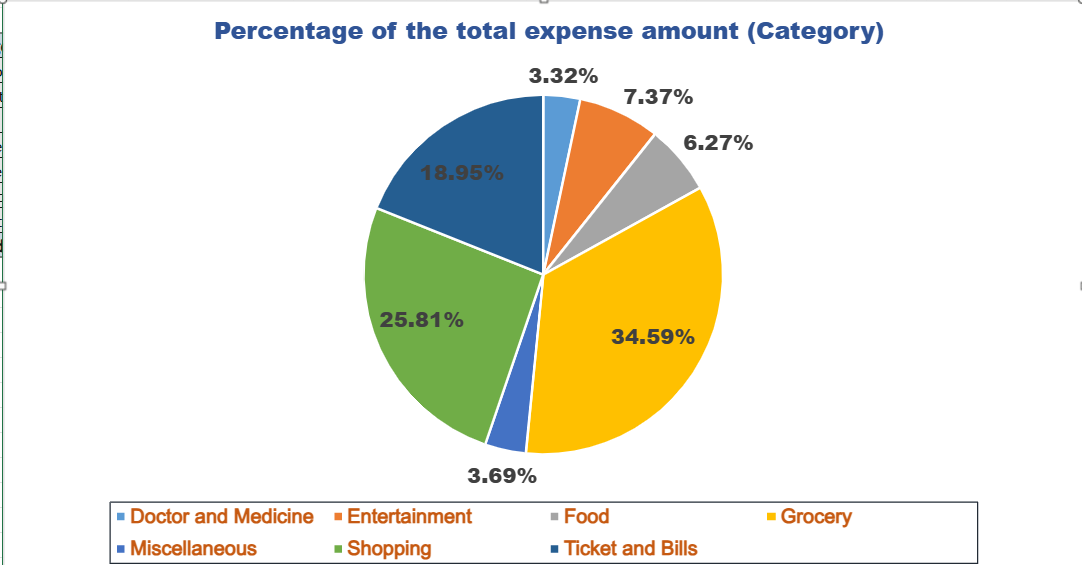 Percentage of the total expense amount (Category)
3.32%
7.37%
6.27%
18.95%
25.81%
34.59%
3.69%
Doctor and Medicine Entertainment Food Grocery
Miscellaneous Shopping Ticket and Bills